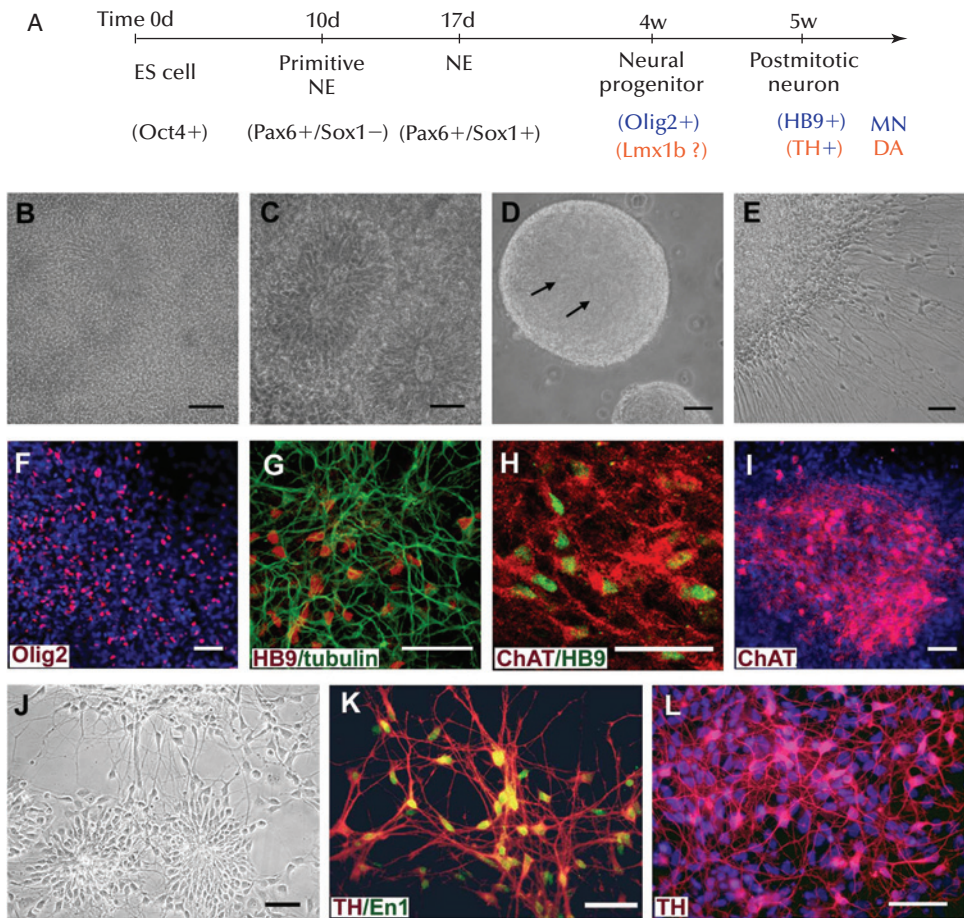 A
Time 0d 10d 17d 4w 5w
ES cell Primitive NE Neural Postmitotic
NE progenitor neuron
(Oct4+) (Pax6+/Sox1−) (Pax6+/Sox1+) (Olig2+) (HB9+) MN
(Lmx1b ?) (TH+) DA
B C D E
F G H I
Olig2 HB9/tubulin ChAT/HB9 ChAT
J K L
TH/En1 TH